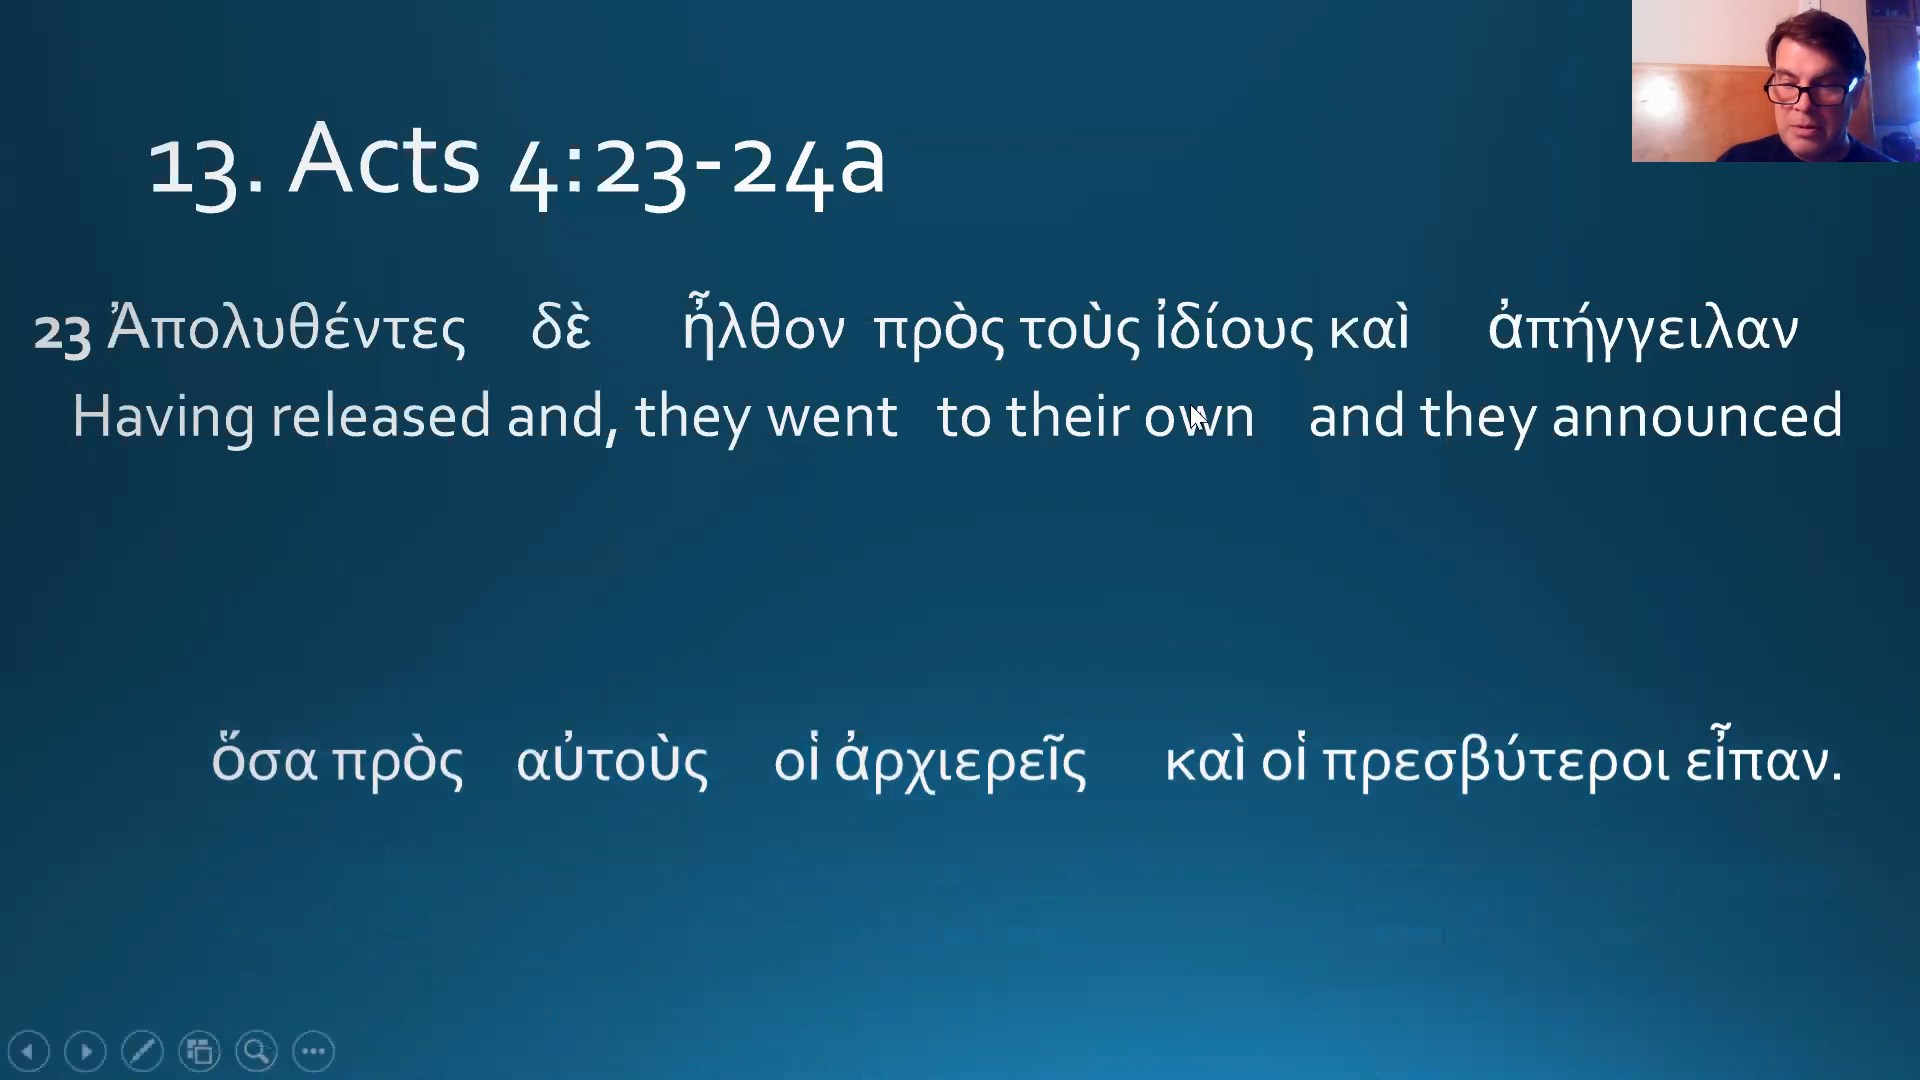 13. Acts 4:23-24a
23 Ἀπολυθέντες δὲ ἦλθον πρὸς τοὺς ἰδίους καὶ ἀπήγγειλαν
Having released and, they went to their own and they announced
ὅσα πρὸς αὐτοὺς οἱ ἀρχιερεῖς καὶ οἱ πρεσβύτεροι εἶπαν.